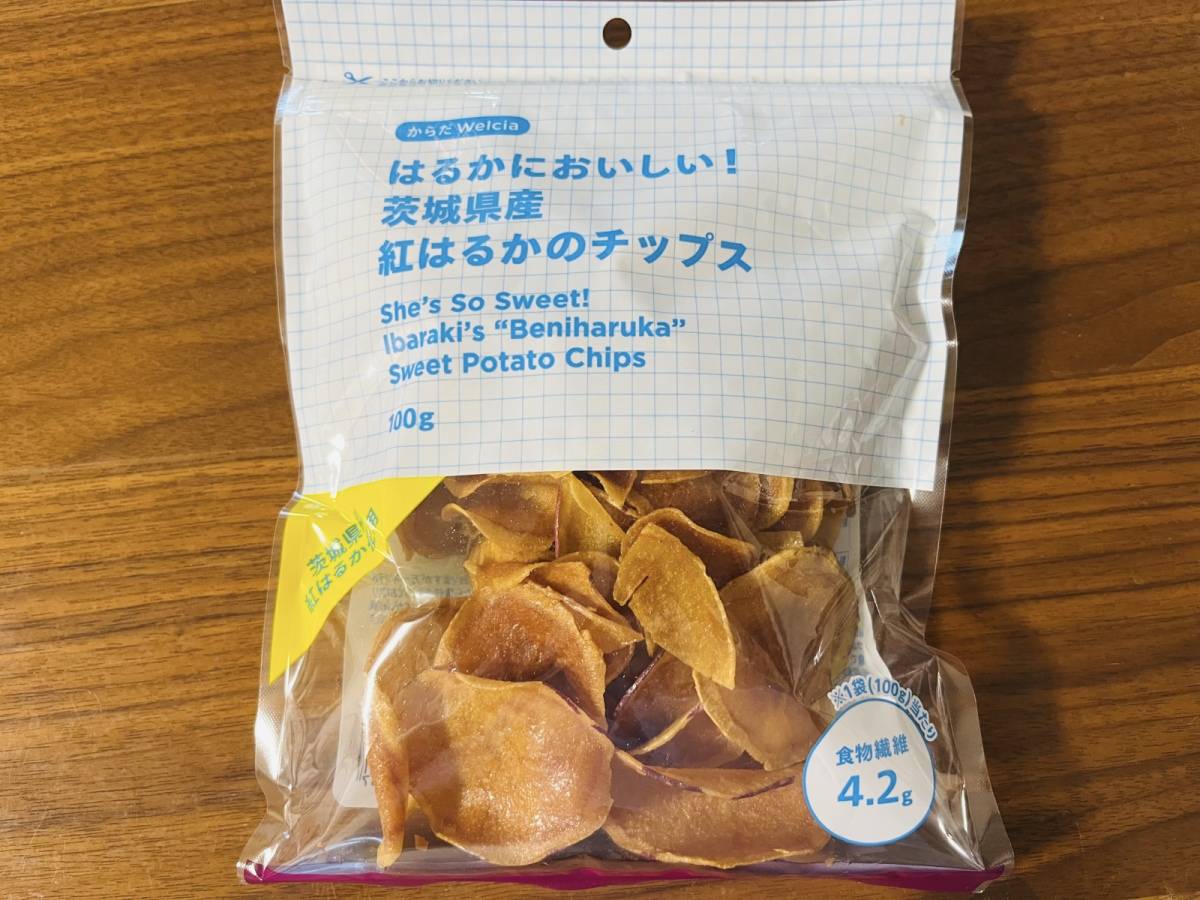 からだWelcia
はるかにおいしい!
茨城県産
紅はるかのチップス
She's So Sweet!
Ibaraki's “Beniharuka”
Sweet Potato Chips
100g
茨城県
紅はるか
※1袋(100g)当たり
食物繊維
4.2g